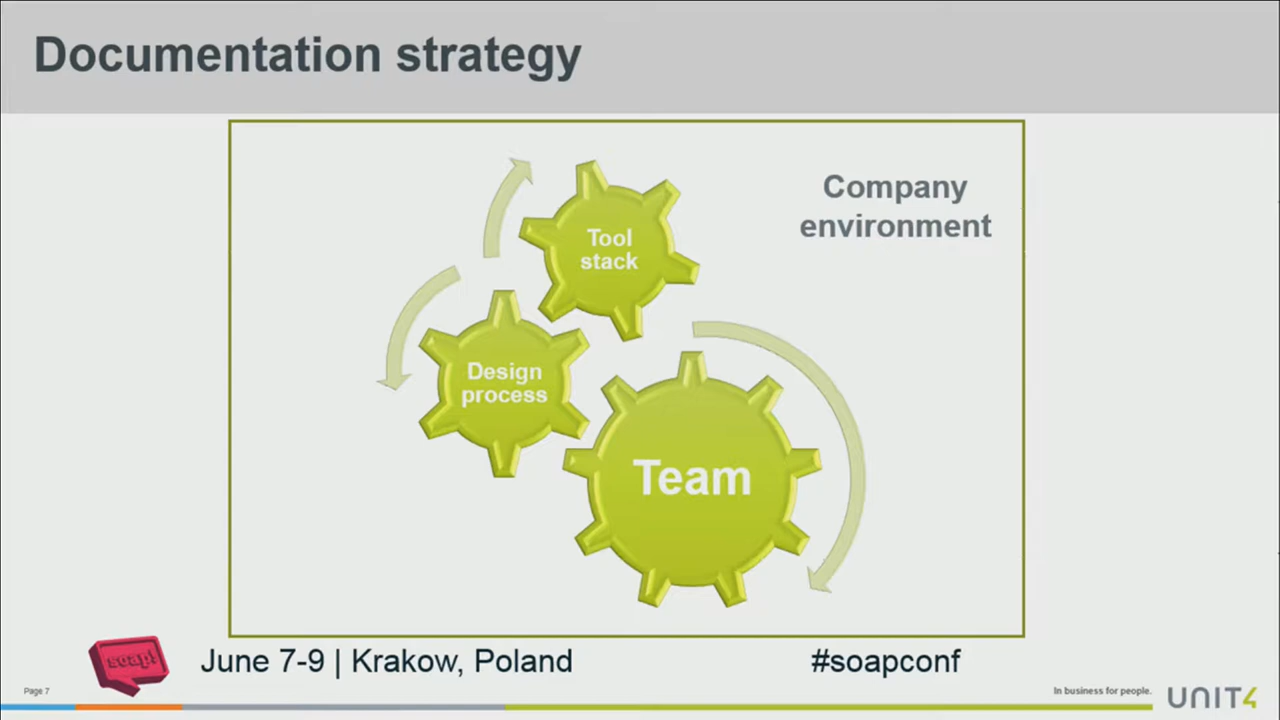 Documentation strategy
Company
environment
Tool
stack
Design
process
Team
soap!
June 7-9 | Krakow, Poland
#soapconf
Page 7
In business for people.
UNIT4